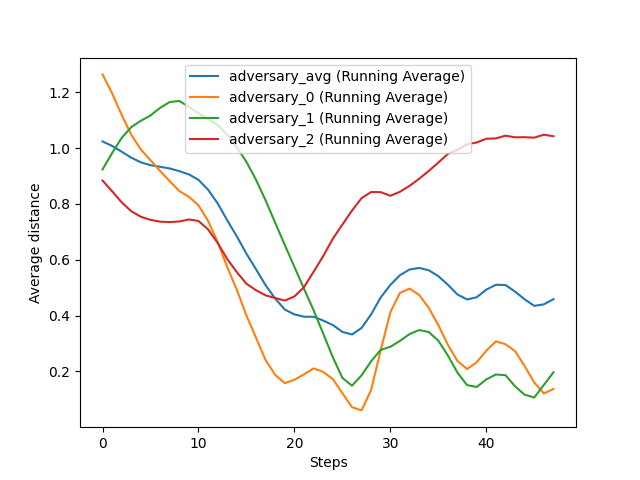 adversary_avg (Running Average)
adversary_0 (Running Average)
adversary_1 (Running Average)
adversary_2 (Running Average)
1.2
1.0
0.8
0.6
0.4
0.2
Average distance
0 10 20 30 40
Steps